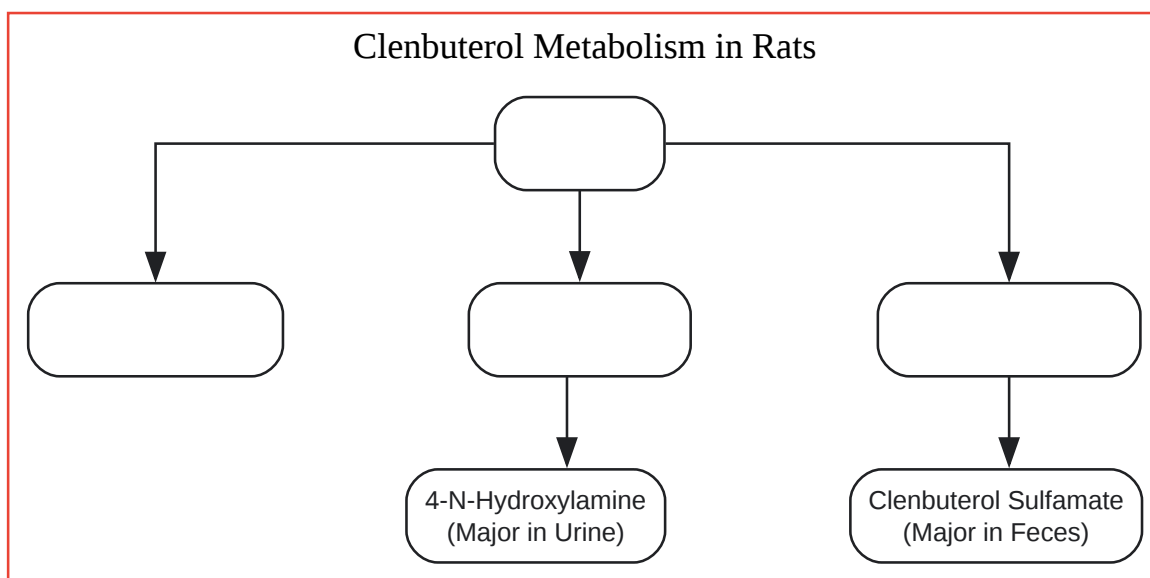 Clenbuterol Metabolism in Rats
4-N-Hydroxylamine
(Major in Urine)
Clenbuterol Sulfamate
(Major in Feces)